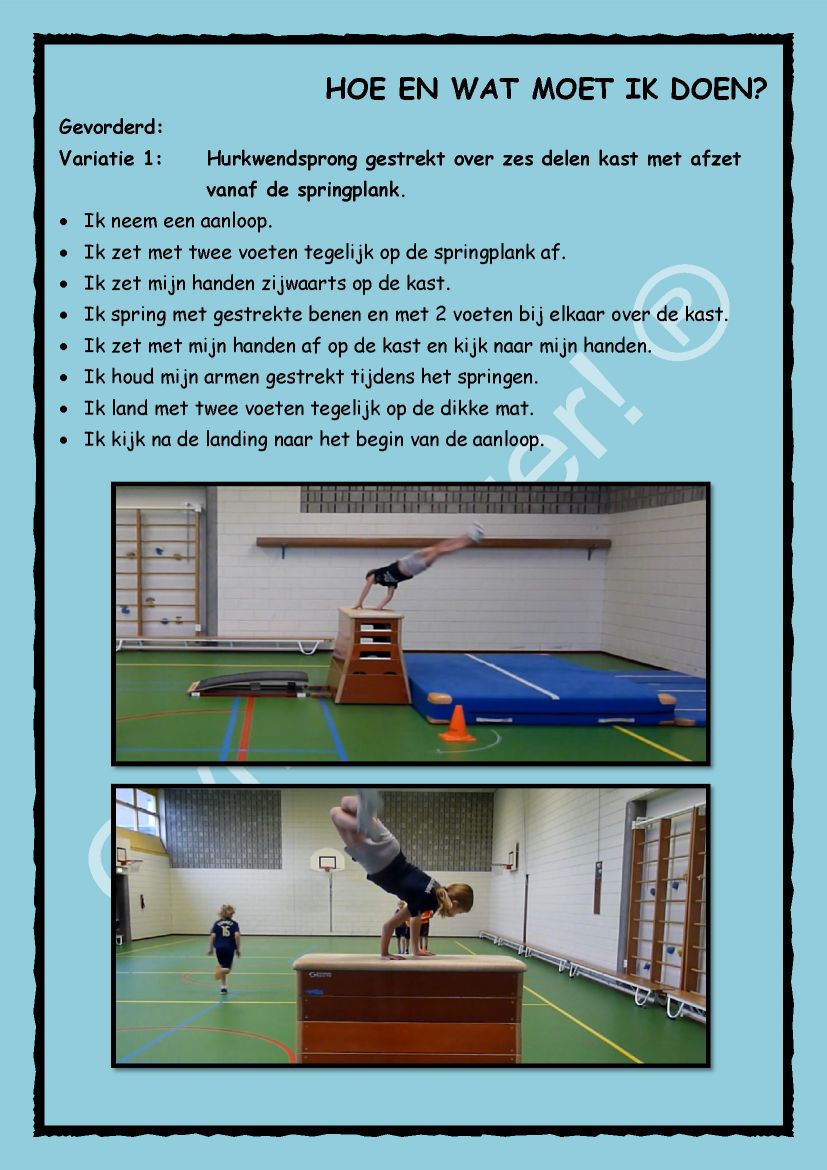 HOE EN WAT MOET IK DOEN?
Gevorderd:
Variatie 1: Hurkwendsprong gestrekt over zes delen kast met afzet
vanaf de springplank.
• Ik neem een aanloop.
• Ik zet met twee voeten tegelijk op de springplank af.
• Ik zet mijn handen zijwaarts op de kast.
• Ik spring met gestrekte benen en met 2 voeten bij elkaar over de kast.
• Ik zet met mijn handen af op de kast en kijk naar mijn handen.
• Ik houd mijn armen gestrekt tijdens het springen.
• Ik land met twee voeten tegelijk op de dikke mat.
• Ik kijk na de landing naar het begin van de aanloop.
15